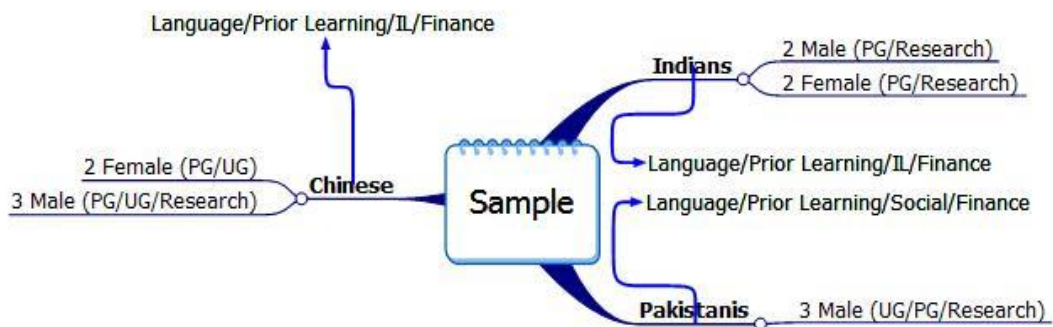 Language/Prior Learning/IL/Finance
2 Male (PG/Research)
Indians
2 Female (PG/Research)
Language/Prior Learning/IL/Finance
2 Female (PG/UG)
Chinese
3 Male (PG/UG/Research)
Sample
Language/Prior Learning/Social/Finance
Pakistanis
3 Male (UG/PG/Research)